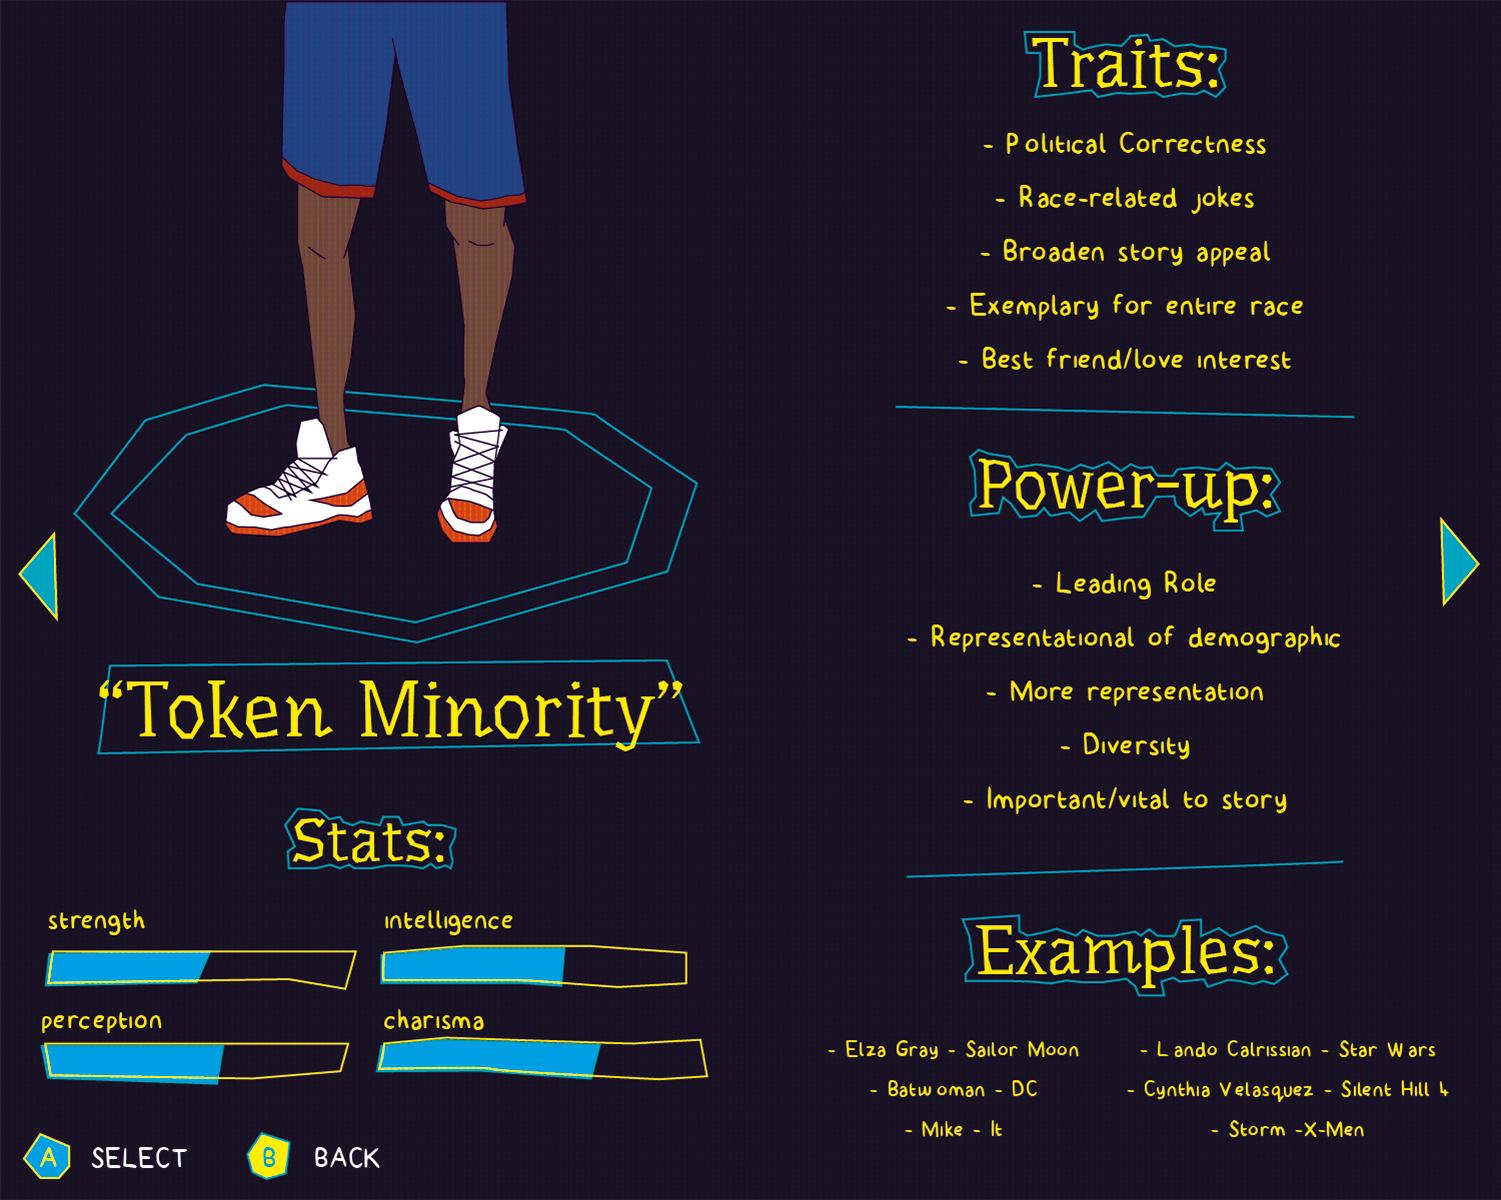 Traits:
- Political Correctness
- Race-related jokes
- Broaden story appeal
- Exemplary for entire race
- Best friend/love interest
Power-up:
- Leading Role
- Representational of demographic
- More representation
- Diversity
- Important/vital to story
“Token Minority”
Stats:
strength
intelligence
perception
charisma
Examples:
- Elza Gray - Sailor Moon
- Lando Calrissian - Star Wars
- Batwoman - DC
- Cynthia Velasquez - Silent Hill 4
- Mike - It
- Storm -X-Men
A SELECT
B BACK